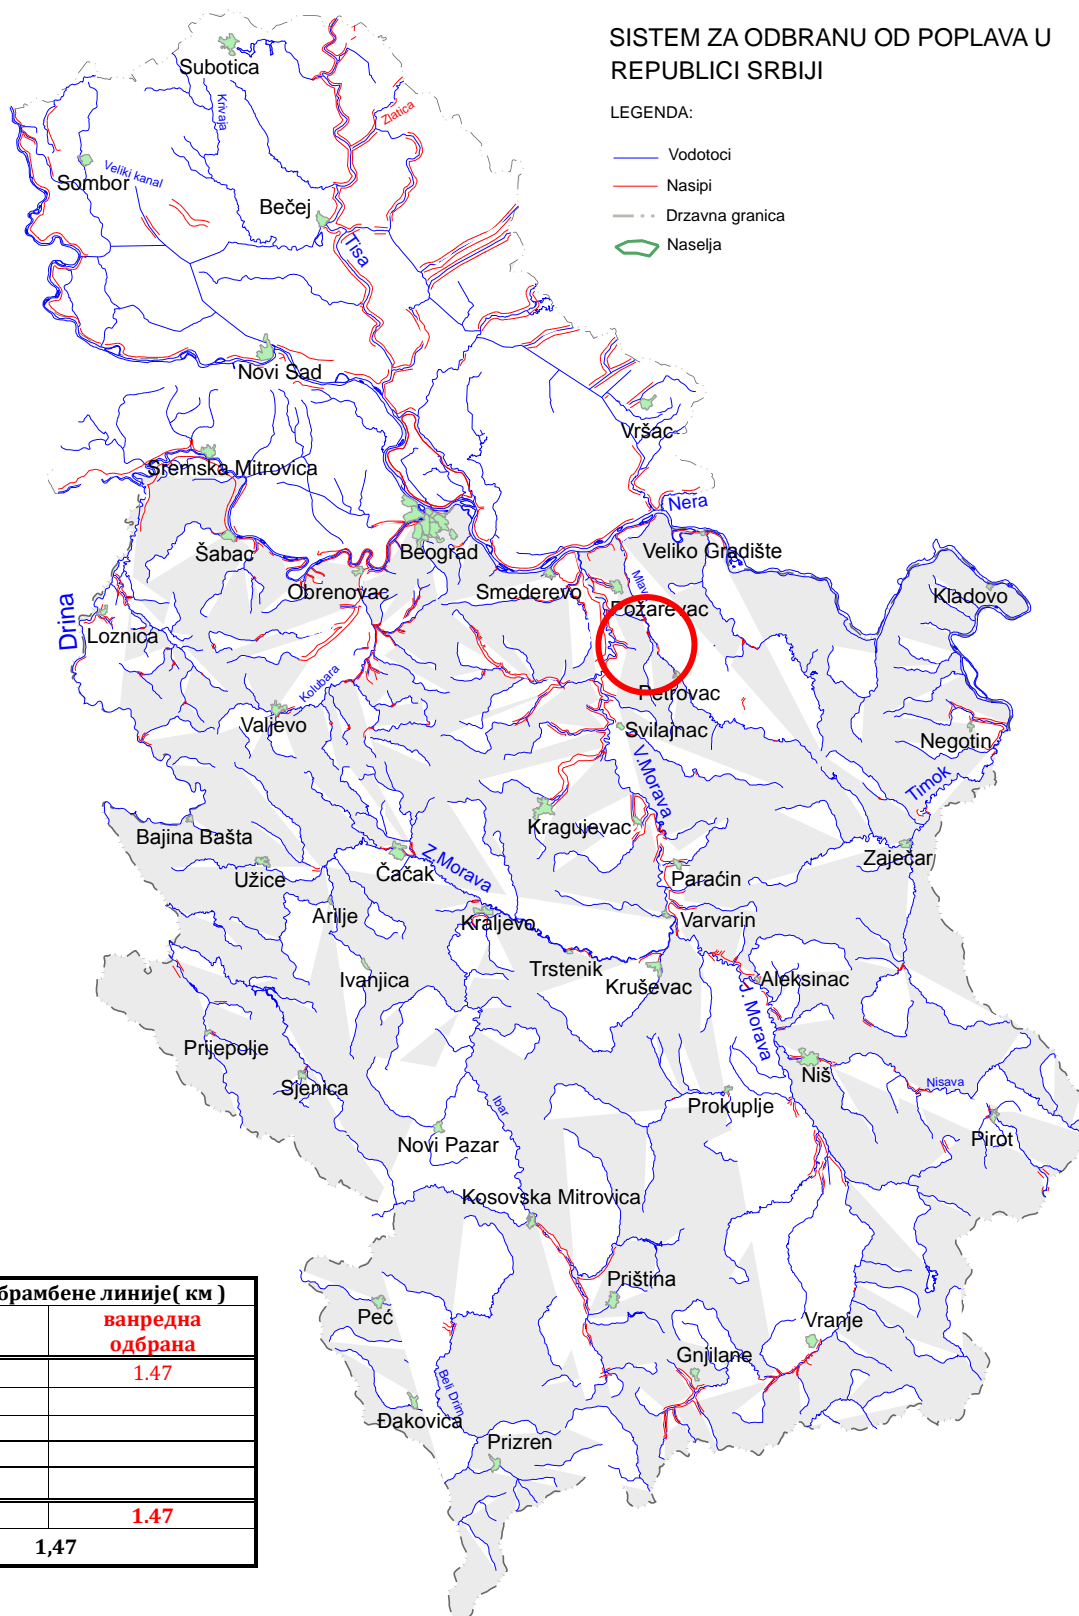 SISTEM ZA ODBRANU OD POPLAVA U
REPUBLICI SRBIJI
LEGENDA:
Vodotoci
Nasipi
Drzavna granica
Naselja
Subotica
Krivaja
Zlatica
Sombor
Veliki kanal
Bečej
Tisa
Novi Sad
Vršac
Sremska Mitrovica
Nera
Šabac
Beograd
Veliko Gradište
Obrenovac
Smederevo
Mlav
Požarevac
Kladovo
Drina
Loznica
Kolubara
Petrovac
Valjevo
Svilajnac
Negotin
V.Morava
Timok
Bajina Bašta
Kragujevac
Zaječar
Užice
Čačak
Z.Morava
Paraćin
Arilje
Kraljevo
Varvarin
Ivanjica
Trstenik
Kruševac
Aleksinac
J. Morava
Prijepolje
Sjenica
Niš
Nisava
Ibar
Prokuplje
Novi Pazar
Pirot
Kosovska Mitrovica
Priština
Peć
Vranje
Gnjilane
Beli Drim
Đakovica
Prizren
брамбене линије( км )
ванредна
одбрана
1.47
1.47
1,47